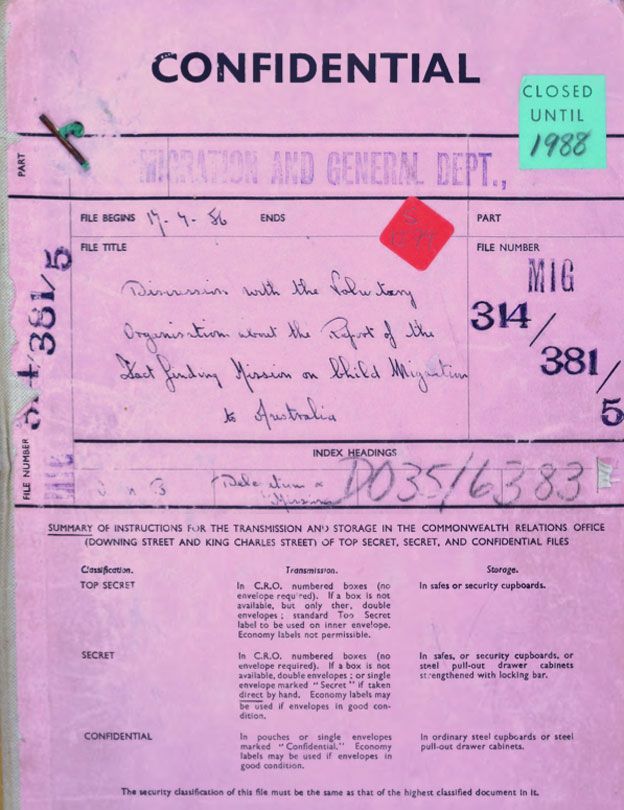 CONFIDENTIAL
CLOSED
UNTIL
1988
PART
MIGRATION AND GENERAL DEPT.,
FILE BEGINS 17-7-56 ENDS
PART
FILE TITLE
FILE NUMBER
MIG
314/
381/
5
Discussion with the Voluntary
Organisation about the Report of the
Fact finding Mission on Child Migration
to Australia
FILE NUMBER
MIG
314/381/5
INDEX HEADINGS
Delegation &
Missions
DO35/6383
SUMMARY OF INSTRUCTIONS FOR THE TRANSMISSION AND STORAGE IN THE COMMONWEALTH RELATIONS OFFICE
(DOWNING STREET AND KING CHARLES STREET) OF TOP SECRET, SECRET, AND CONFIDENTIAL FILES
Classification. Transmission. Storage.
TOP SECRET In C.R.O. numbered boxes (no In safes or security cupboards.
envelope required). If a box is not
available, but only then, double
envelopes; standard Top Secret
label to be used on inner envelope.
Economy labels not permissible.
SECRET In C.R.O. numbered boxes (no In safes, or security cupboards, or
envelope required). If a box is not steel pull-out drawer cabinets
available, double envelopes; or single strengthened with locking bar.
envelope marked "Secret" if taken
direct by hand. Economy labels may
be used if envelopes in good con-
dition.
CONFIDENTIAL In pouches or single envelopes In ordinary steel cupboards or steel
marked "Confidential." Economy pull-out drawer cabinets.
labels may be used if envelopes in
good condition.
The security classification of this file must be the same as that of the highest classified document in it.